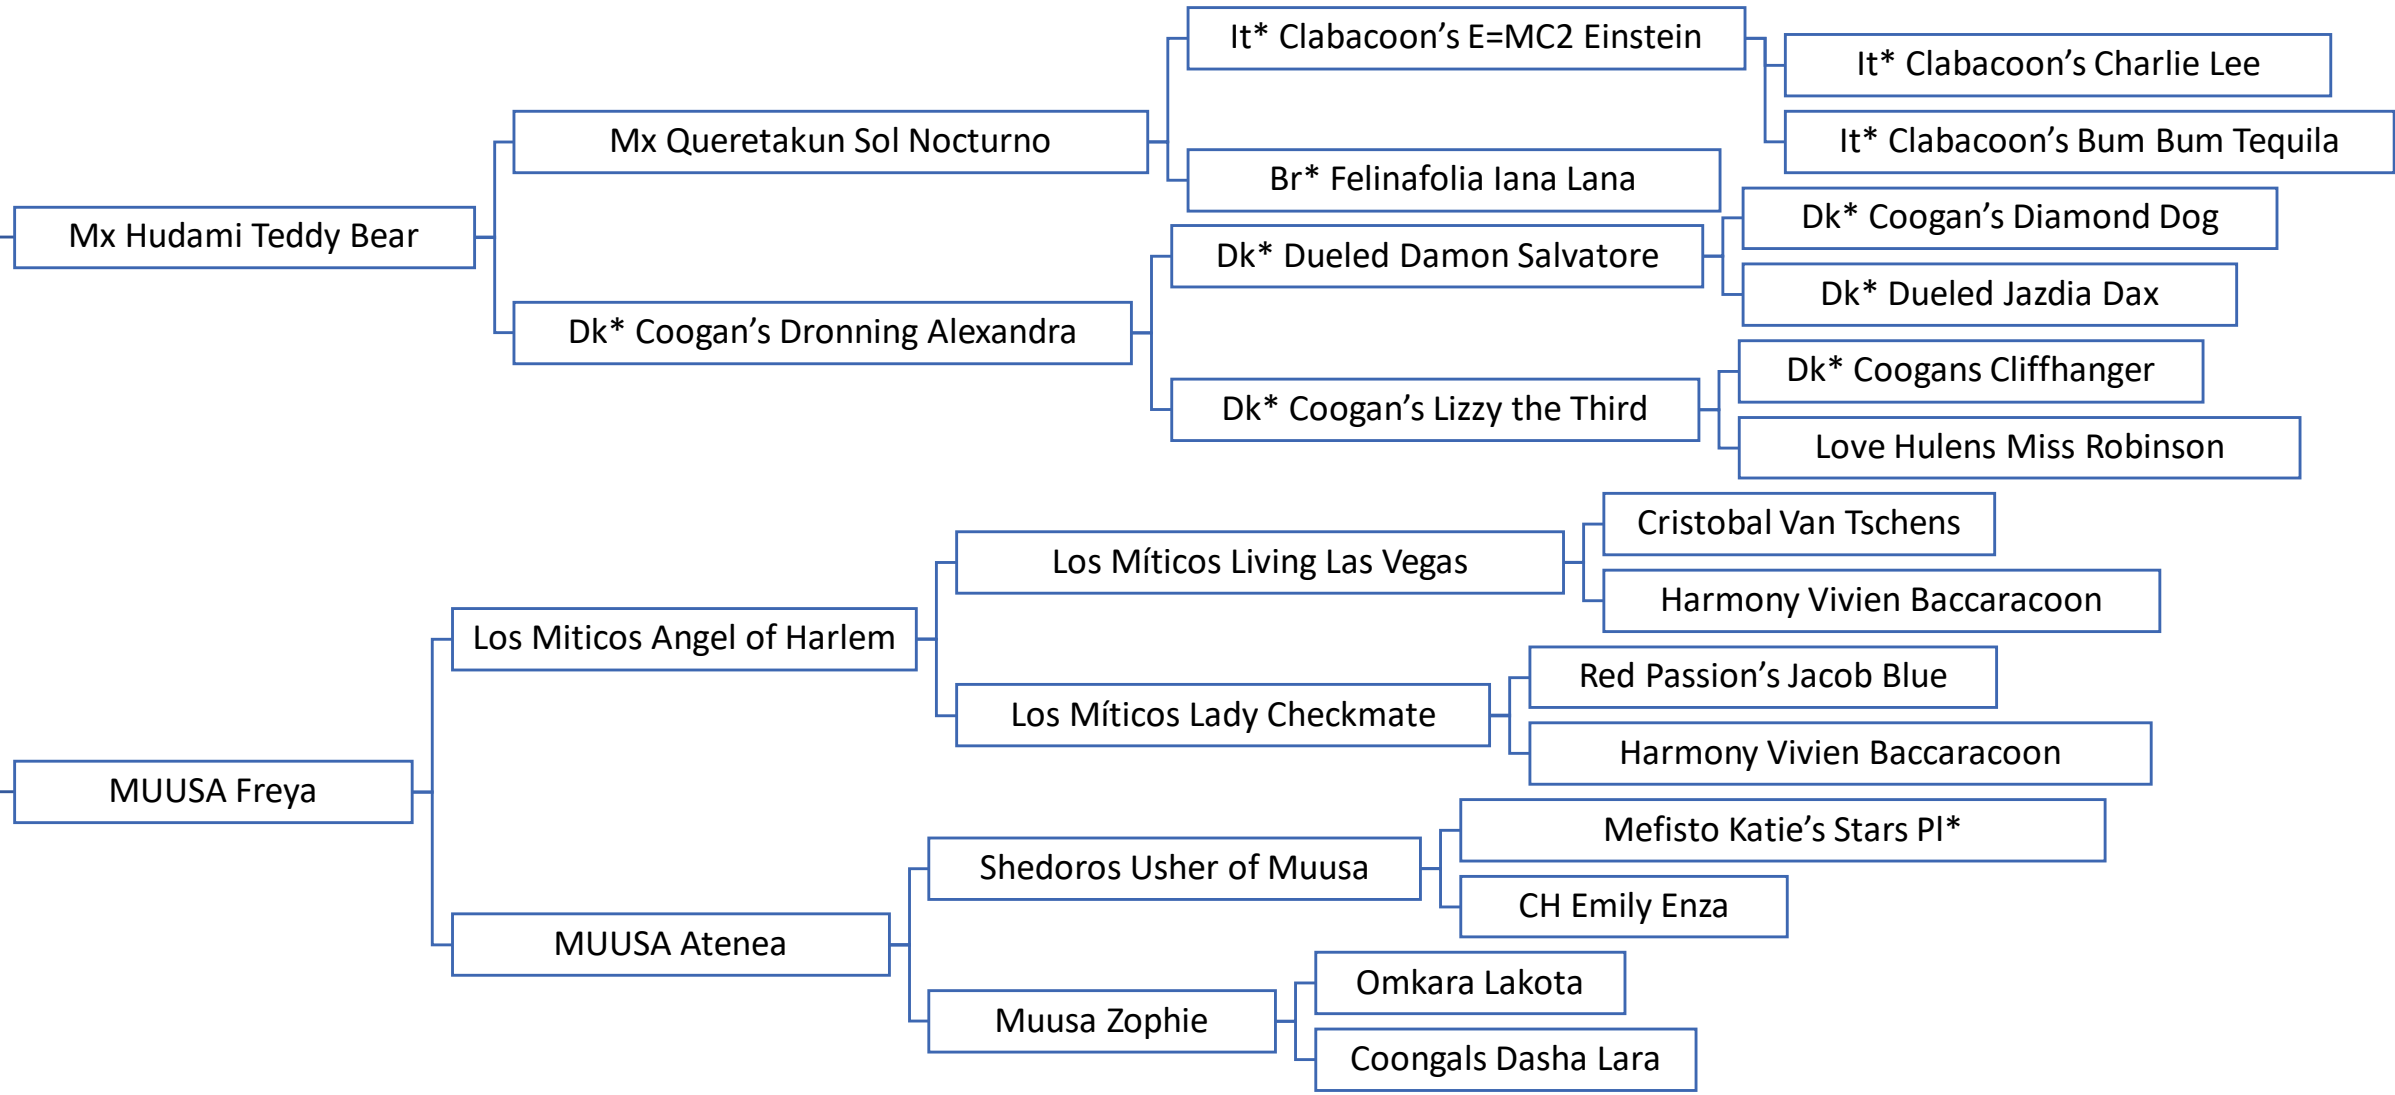 It* Clabacoon’s E=MC2 Einstein
It* Clabacoon’s Charlie Lee
Mx Queretakun Sol Nocturno
It* Clabacoon’s Bum Bum Tequila
Br* Felinafolia Iana Lana
Mx Hudami Teddy Bear
Dk* Coogan’s Diamond Dog
Dk* Dueled Damon Salvatore
Dk* Dueled Jazdia Dax
Dk* Coogan’s Dronning Alexandra
Dk* Coogans Cliffhanger
Dk* Coogan’s Lizzy the Third
Love Hulens Miss Robinson
Cristobal Van Tschens
Los Míticos Living Las Vegas
Harmony Vivien Baccaracoon
Los Miticos Angel of Harlem
Red Passion’s Jacob Blue
Los Míticos Lady Checkmate
Harmony Vivien Baccaracoon
MUUSA Freya
Mefisto Katie’s Stars Pl*
Shedoros Usher of Muusa
CH Emily Enza
MUUSA Atenea
Omkara Lakota
Muusa Zophie
Coongals Dasha Lara